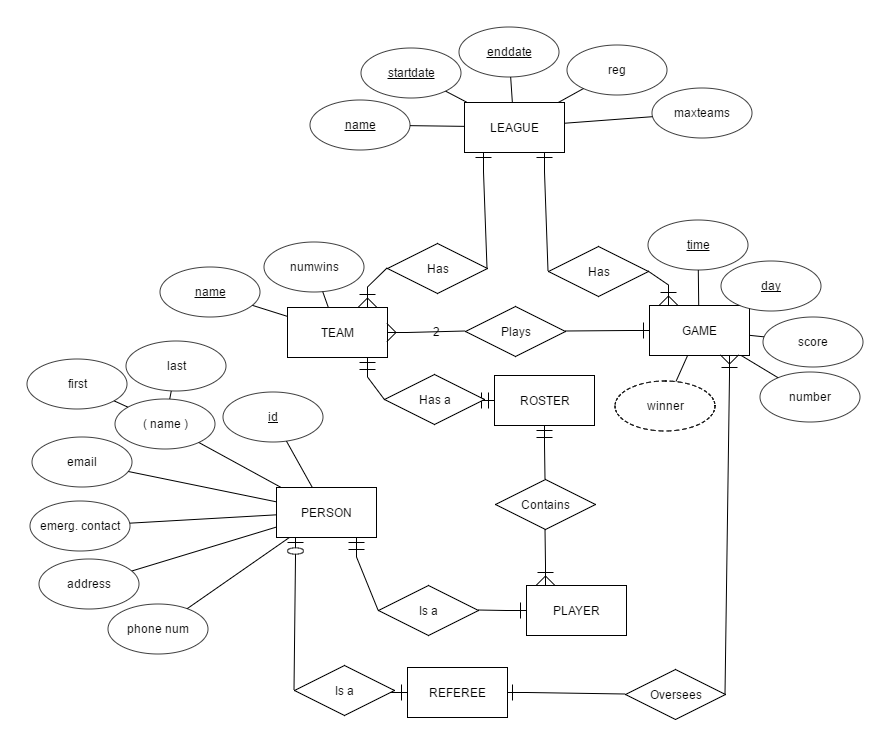 enddate
startdate
reg
maxteams
name
LEAGUE
time
Has
Has
numwins
day
name
TEAM
2
Plays
GAME
score
last
first
number
Has a
ROSTER
winner
id
( name )
email
Contains
PERSON
emerg. contact
address
Is a
PLAYER
phone num
Is a
REFEREE
Oversees